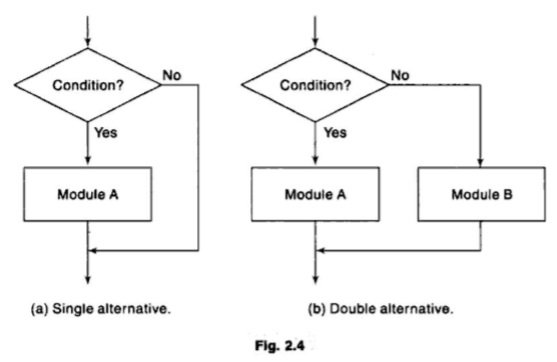 Condition?
No
Yes
Module A
(a) Single alternative.
Condition?
No
Yes
Module A
Module B
(b) Double alternative.
Fig. 2.4